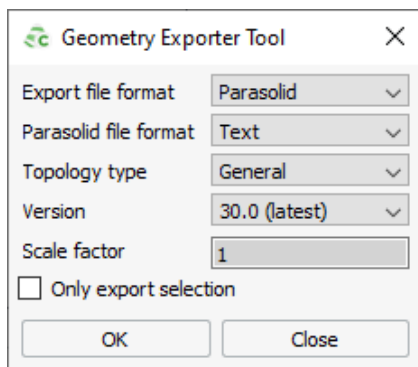 Geometry Exporter Tool
Export file format Parasolid
Parasolid file format Text
Topology type General
Version 30.0 (latest)
Scale factor 1
Only export selection
OK Close